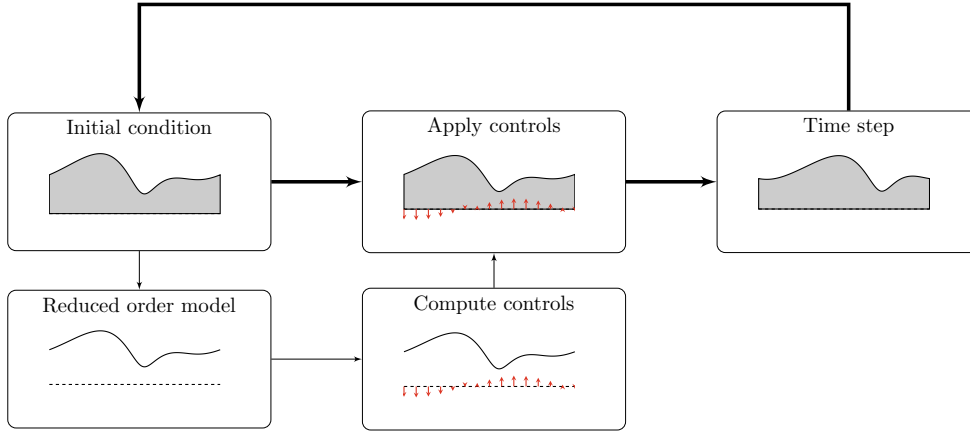 Initial condition
Apply controls
Time step
Reduced order model
Compute controls